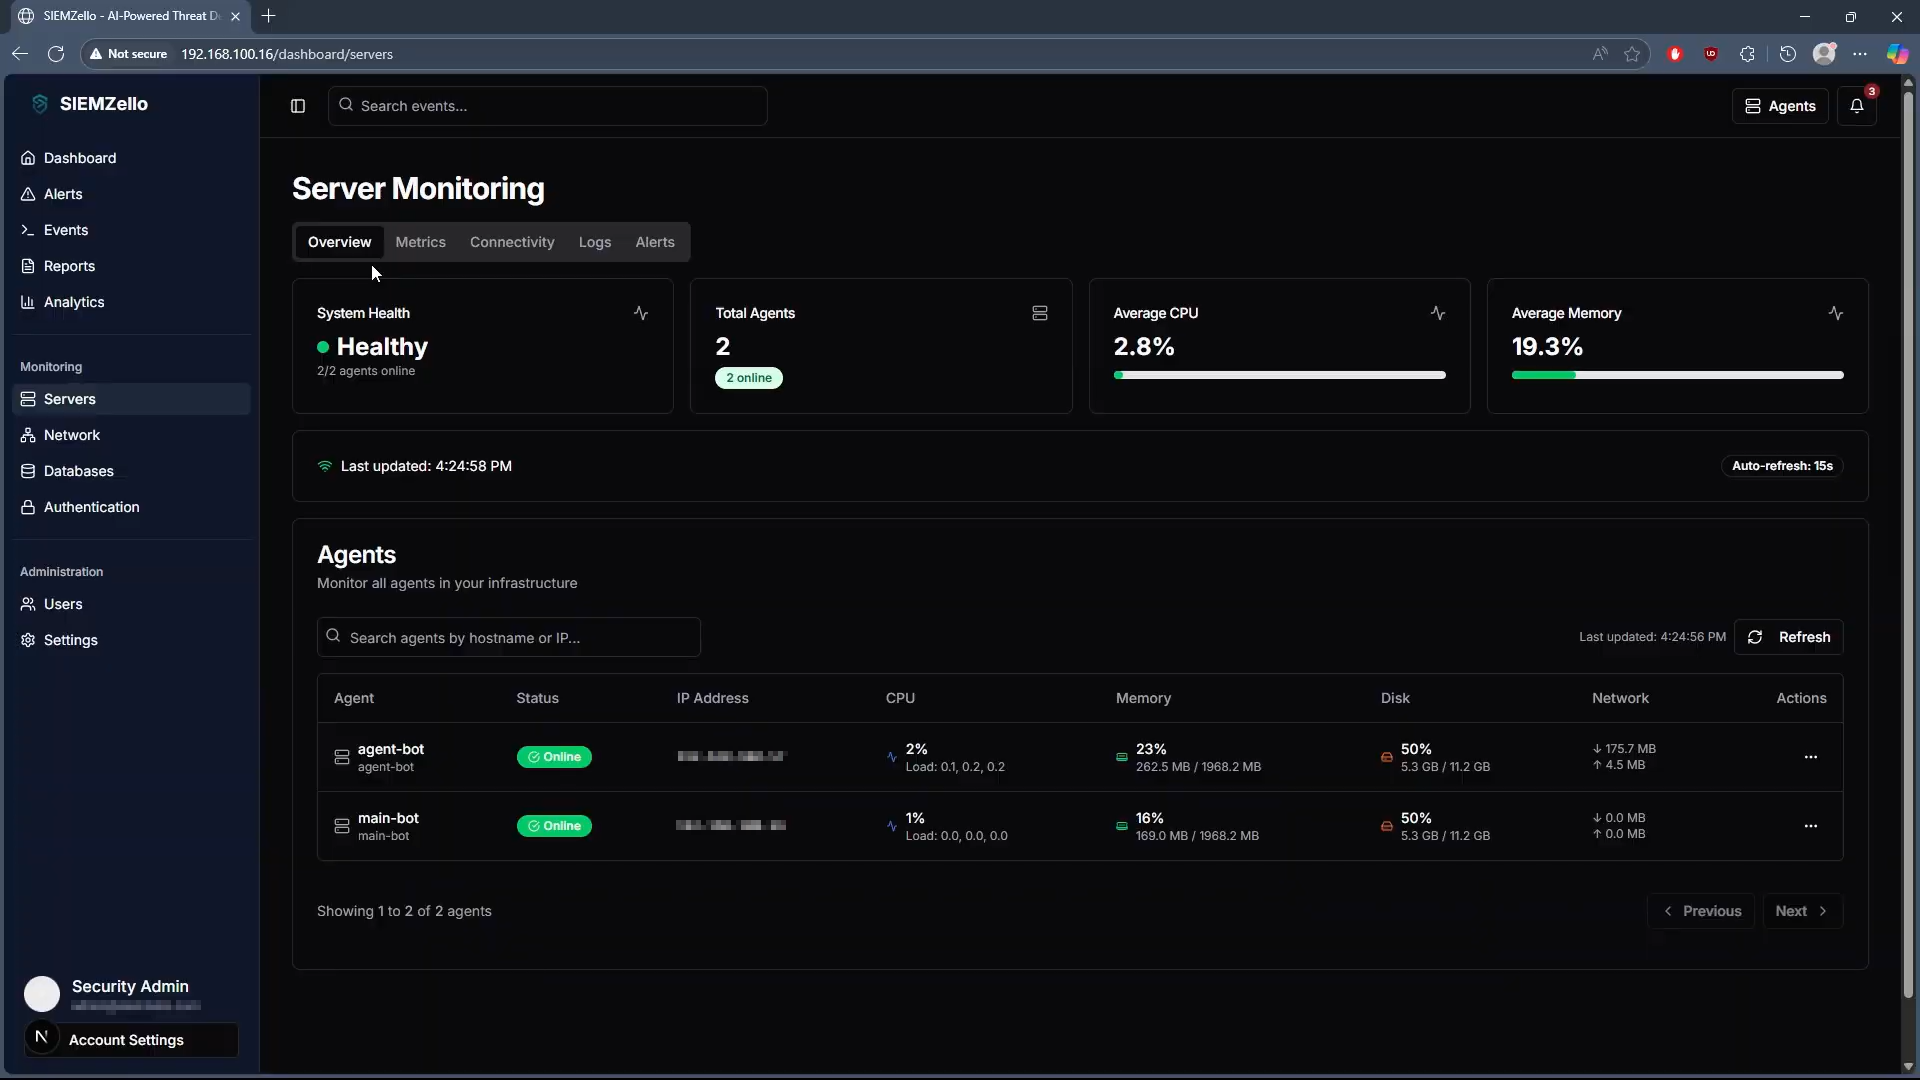 SIEMZello - AI-Powered Threat D
Not secure 192.168.100.16/dashboard/servers
SIEMZello
Search events...
Agents
3
Dashboard
Alerts
Events
Reports
Analytics
Monitoring
Servers
Network
Databases
Authentication
Administration
Users
Settings
Security Admin
N
Account Settings
Server Monitoring
Overview Metrics Connectivity Logs Alerts
System Health
Healthy
2/2 agents online
Total Agents
2
2 online
Average CPU
2.8%
Average Memory
19.3%
Last updated: 4:24:58 PM
Auto-refresh: 15s
Agents
Monitor all agents in your infrastructure
Search agents by hostname or IP...
Last updated: 4:24:56 PM
Refresh
Agent Status IP Address CPU Memory Disk Network Actions
agent-bot
agent-bot
Online
2%
Load: 0.1, 0.2, 0.2
23%
262.5 MB / 1968.2 MB
50%
5.3 GB / 11.2 GB
↓ 175.7 MB
↑ 4.5 MB
main-bot
main-bot
Online
1%
Load: 0.0, 0.0, 0.0
16%
169.0 MB / 1968.2 MB
50%
5.3 GB / 11.2 GB
↓ 0.0 MB
↑ 0.0 MB
Showing 1 to 2 of 2 agents
Previous
Next